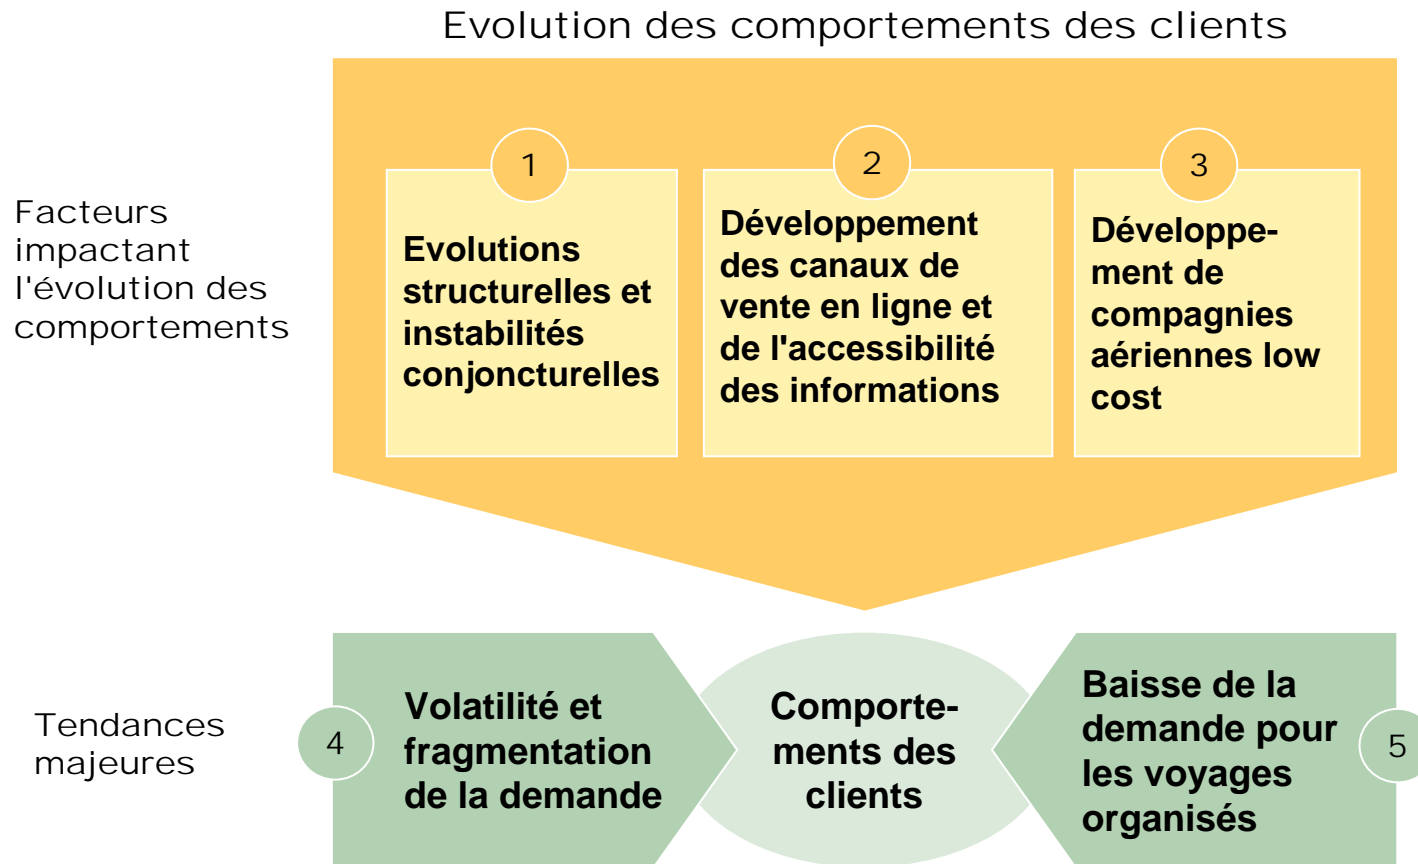 Evolution des comportements des clients
Facteurs
impactant
l'évolution des
comportements
1
Evolutions
structurelles et
instabilités
conjoncturelles
2
Développement
des canaux de
vente en ligne et
de l'accessibilité
des informations
3
Développe-
ment de
compagnies
aériennes low
cost
Tendances
majeures
4
Volatilité et
fragmentation
de la demande
Comporte-
ments des
clients
Baisse de la
demande pour
les voyages
organisés
5